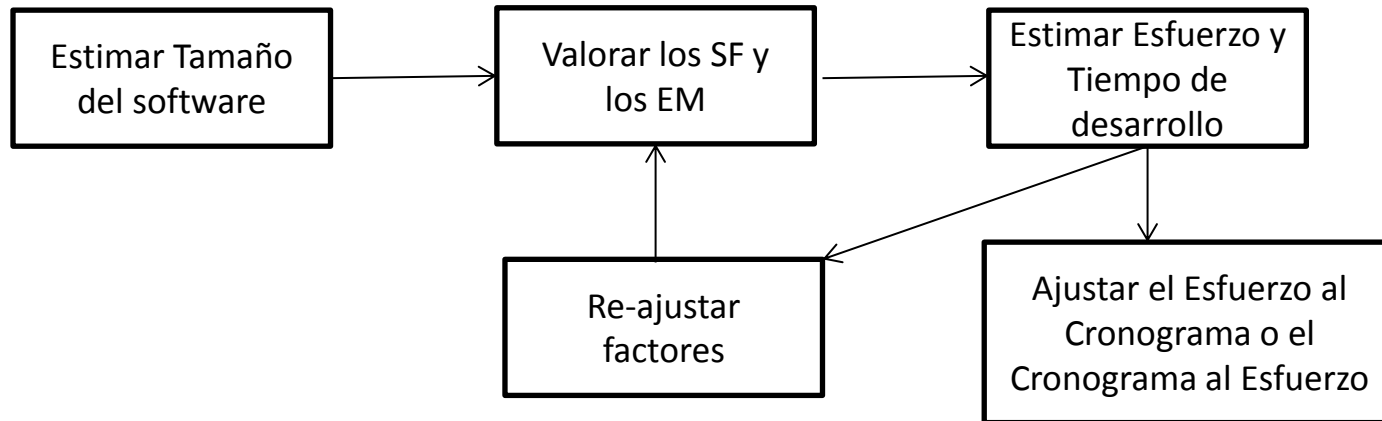 Estimar Tamaño
del software
Valorar los SF y
los EM
Estimar Esfuerzo y
Tiempo de
desarrollo
Re-ajustar
factores
Ajustar el Esfuerzo al
Cronograma o el
Cronograma al Esfuerzo